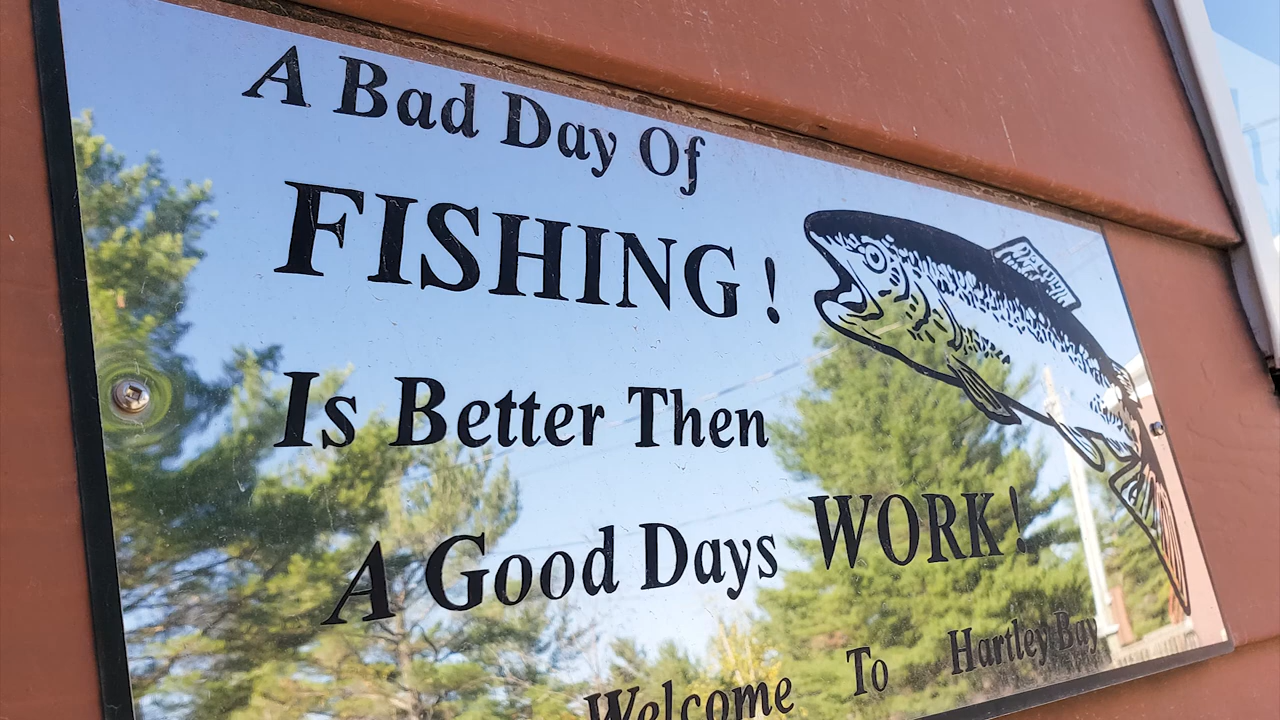 A Bad Day Of
FISHING!
Is Better Then
A Good Days WORK!
Welcome To Hartley Bay